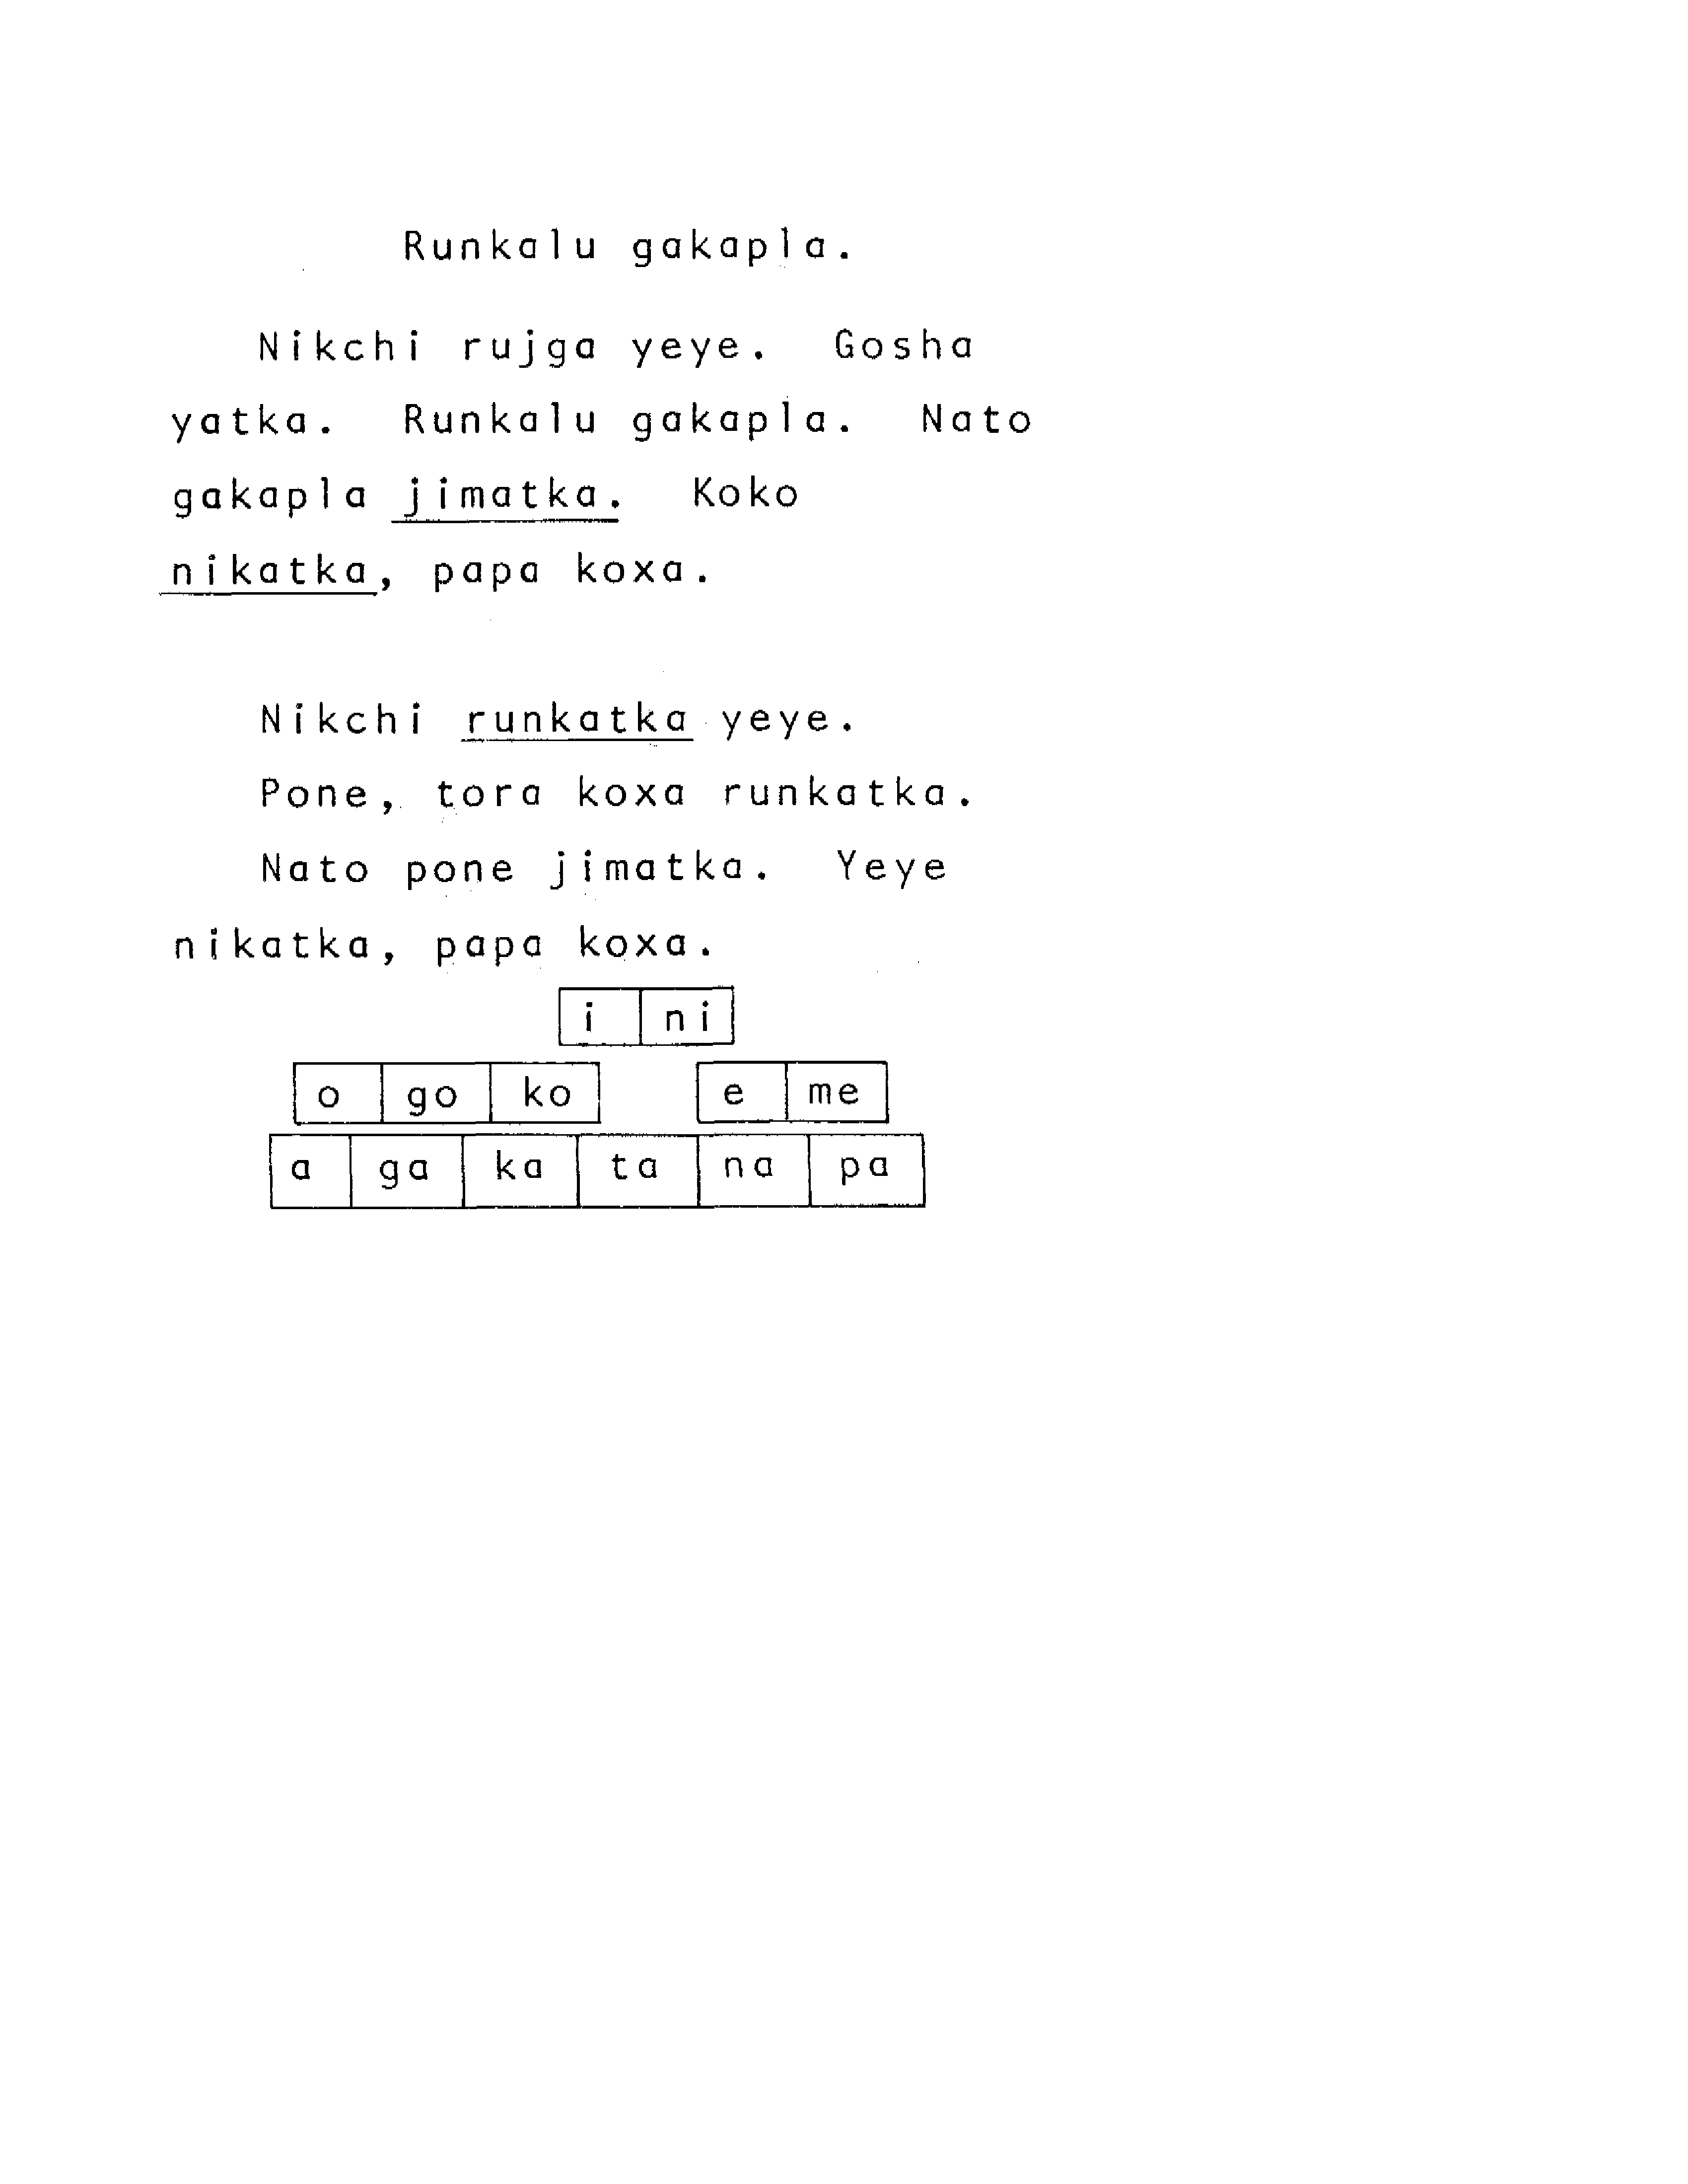 Runkalu gakapla.
Nikchi rujga yeye. Gosha
yatka. Runkalu gakapla. Nato
gakapla jimatka. Koko
nikatka, papa koxa.
Nikchi runkatka yeye.
Pone, tora koxa runkatka.
Nato pone jimatka. Yeye
nikatka, papa koxa.
i ni
o go ko e me
a ga ka ta na pa